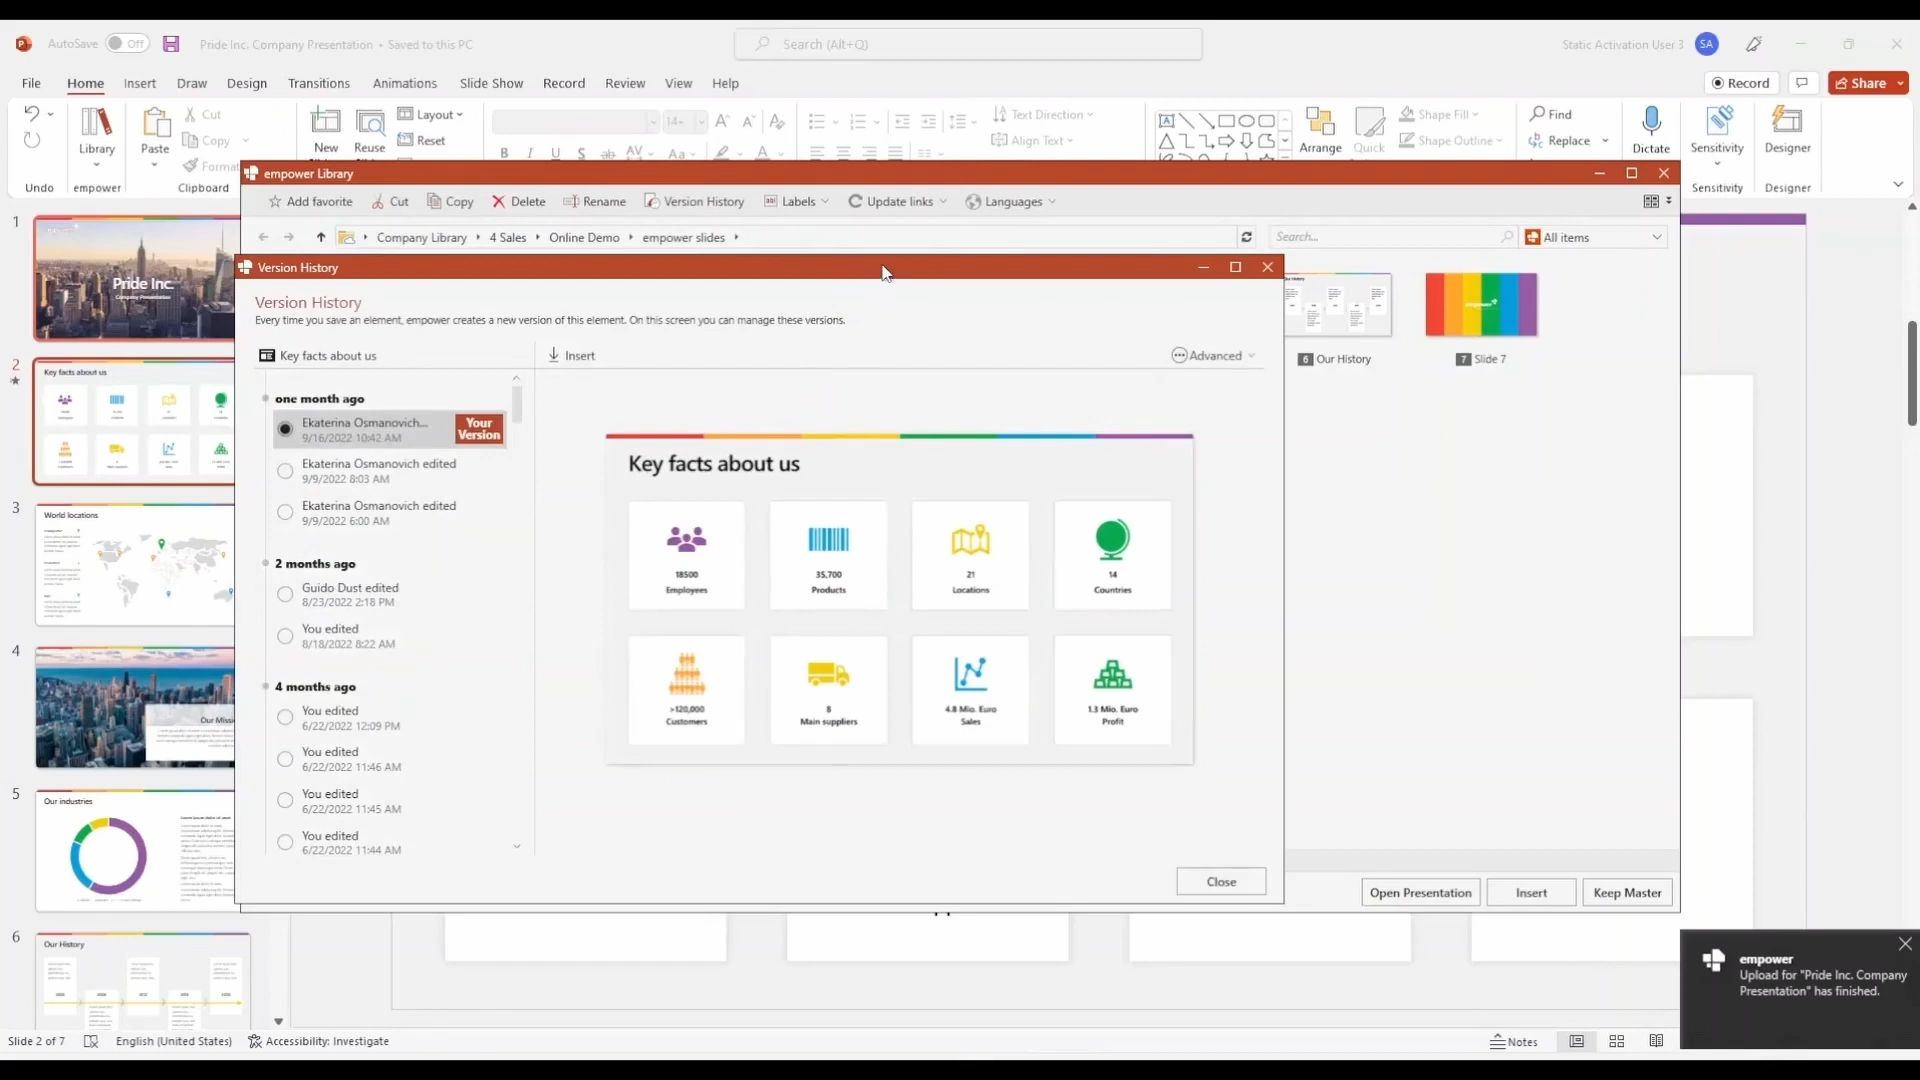 AutoSave Off Pride Inc. Company Presentation • Saved to this PC Search (Alt+Q) Static Activation User 3 SA
File Home Insert Draw Design Transitions Animations Slide Show Record Review View Help Record Share
Cut Layout 14 Text Direction Shape Fill Find
Library Paste Copy New Reuse Reset Align Text Arrange Quick Shape Outline Replace Dictate Sensitivity Designer
Format
Undo empower Clipboard Sensitivity Designer
empower Library
Add favorite Cut Copy Delete Rename Version History Labels Update links Languages
Company Library 4 Sales Online Demo empower slides Search... All items
Version History
Version History
Every time you save an element, empower creates a new version of this element. On this screen you can manage these versions.
Key facts about us Insert Advanced
6 Our History 7 Slide 7
one month ago
Ekaterina Osmanovich...
9/16/2022 10:42 AM
Your Version
Ekaterina Osmanovich edited
9/9/2022 8:03 AM
Ekaterina Osmanovich edited
9/9/2022 6:00 AM
2 months ago
Guido Dust edited
8/23/2022 2:18 PM
You edited
8/18/2022 8:22 AM
4 months ago
You edited
6/22/2022 12:09 PM
You edited
6/22/2022 11:46 AM
You edited
6/22/2022 11:45 AM
You edited
6/22/2022 11:44 AM
Key facts about us
18500 35,700 21 14
Employees Products Locations Countries
>120,000 8 4.8 Mio. Euro 1.3 Mio. Euro
Customers Main suppliers Sales Profit
Close
Open Presentation Insert Keep Master
1
Pride Inc.
Company Presentation
2
Key facts about us
3
World locations
4
Our Missi
5
Our industries
6
Our History
empower
Upload for "Pride Inc. Company
Presentation" has finished.
Slide 2 of 7 English (United States) Accessibility: Investigate Notes